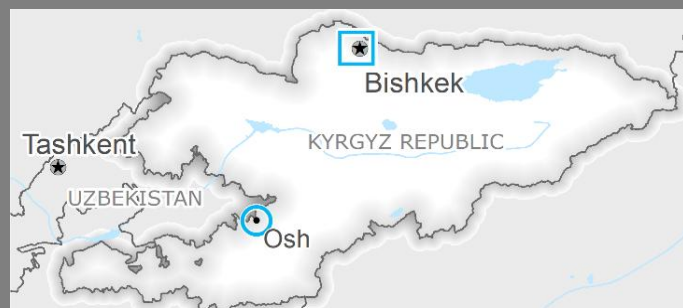 Bishkek
Tashkent
KYRGYZ REPUBLIC
UZBEKISTAN
Osh